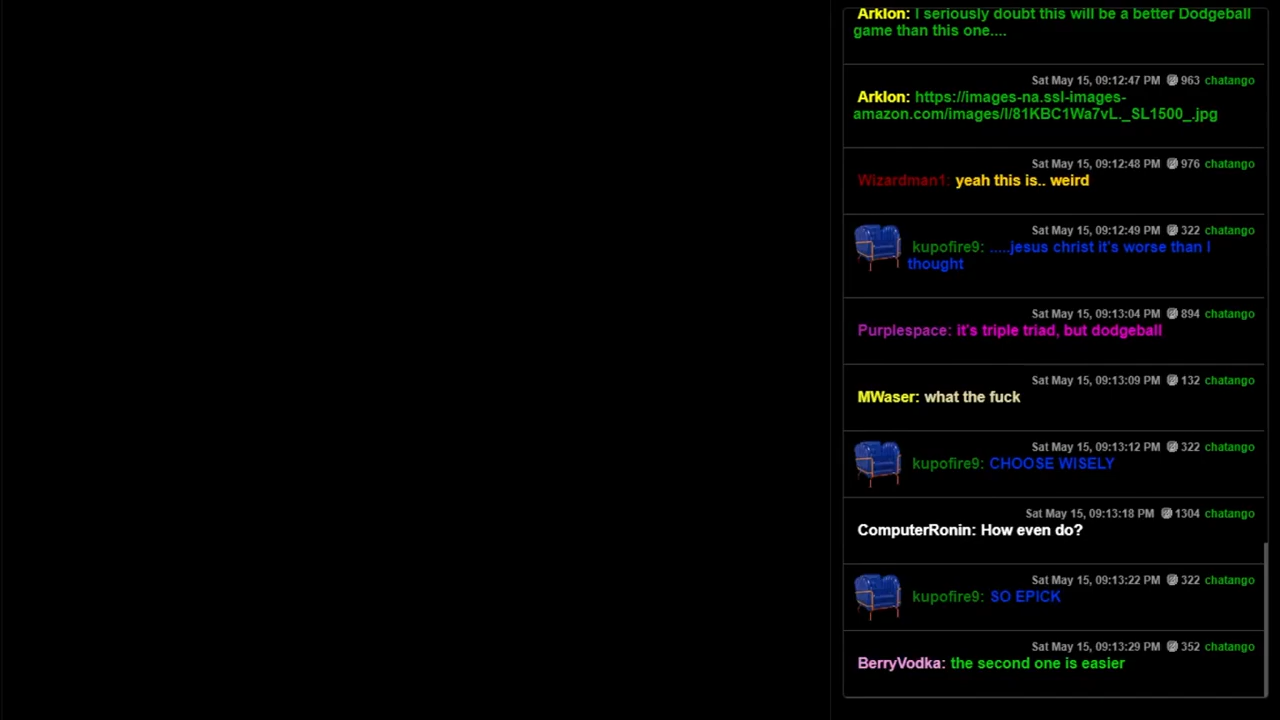 Arklon: I seriously doubt this will be a better Dodgeball
game than this one....
Sat May 15, 09:12:47 PM 963 chatango
Arklon: https://images-na.ssl-images-
amazon.com/images/I/81KBC1Wa7vL._SL1500_.jpg
Sat May 15, 09:12:48 PM 976 chatango
Wizardman1: yeah this is.. weird
Sat May 15, 09:12:49 PM 322 chatango
kupofire9: .....jesus christ it's worse than I
thought
Sat May 15, 09:13:04 PM 894 chatango
Purplespace: it's triple triad, but dodgeball
Sat May 15, 09:13:09 PM 132 chatango
MWaser: what the fuck
Sat May 15, 09:13:12 PM 322 chatango
kupofire9: CHOOSE WISELY
Sat May 15, 09:13:18 PM 1304 chatango
ComputerRonin: How even do?
Sat May 15, 09:13:22 PM 322 chatango
kupofire9: SO EPICK
Sat May 15, 09:13:29 PM 352 chatango
BerryVodka: the second one is easier